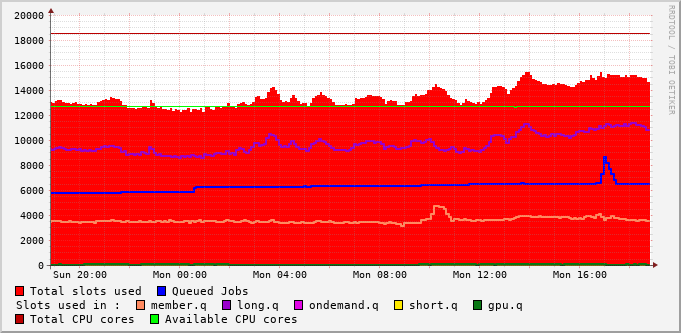 20000
18000
16000
14000
12000
10000
8000
6000
4000
2000
0
Sun 20:00 Mon 00:00 Mon 04:00 Mon 08:00 Mon 12:00 Mon 16:00
Total slots used Queued Jobs
Slots used in : member.q long.q ondemand.q short.q gpu.q
Total CPU cores Available CPU cores
RRDTOOL / TOBI OETIKER